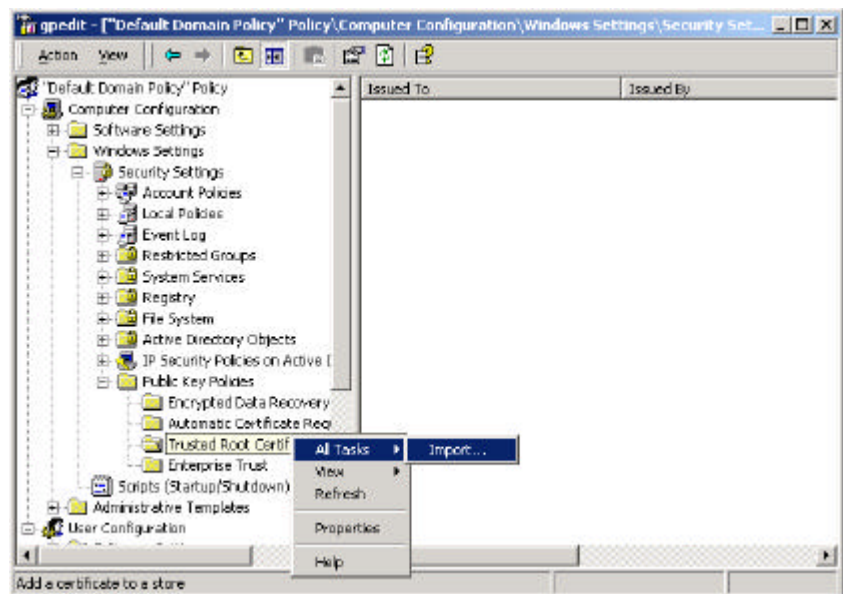 gpedit - ["Default Domain Policy" Policy\Computer Configuration\Windows Settings\Security Set...
Action View
"Default Domain Policy" Policy
Issued To
Issued By
Computer Configuration
Software Settings
Windows Settings
Security Settings
Account Policies
Local Policies
Event Log
Restricted Groups
System Services
Registry
File System
Active Directory Objects
IP Security Policies on Active
Public Key Policies
Encrypted Data Recovery
Automatic Certificate Req
Trusted Root Certif
All Tasks
Import...
Enterprise Trust
View
Scripts (Startup/Shutdown)
Refresh
Administrative Templates
User Configuration
Properties
Help
Add a certificate to a store